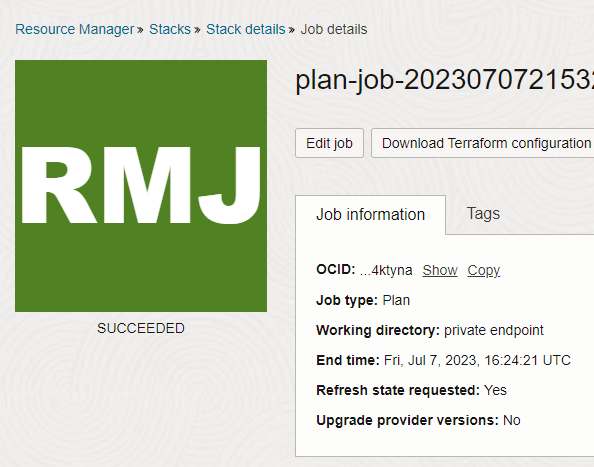 Resource Manager » Stacks » Stack details » Job details
plan-job-2023070721532
Edit job
Download Terraform configuration
RMJ
SUCCEEDED
Job information
Tags
OCID: ...4ktyna Show Copy
Job type: Plan
Working directory: private endpoint
End time: Fri, Jul 7, 2023, 16:24:21 UTC
Refresh state requested: Yes
Upgrade provider versions: No